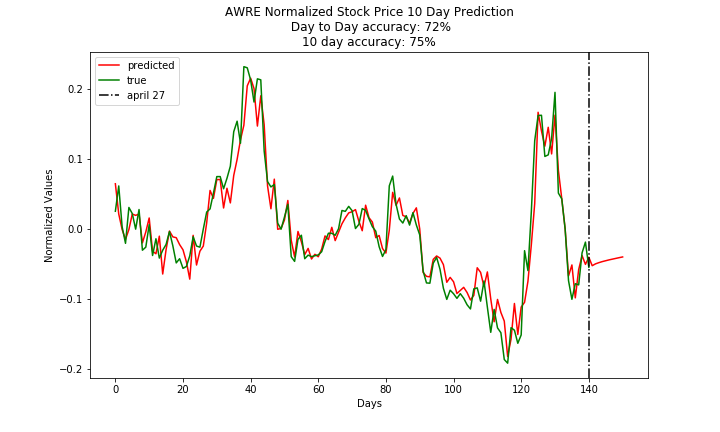 AWRE Normalized Stock Price 10 Day Prediction
Day to Day accuracy: 72%
10 day accuracy: 75%
predicted
true
april 27
Normalized Values
0.2
0.1
0.0
−0.1
−0.2
0
20
40
60
80
100
120
140
Days